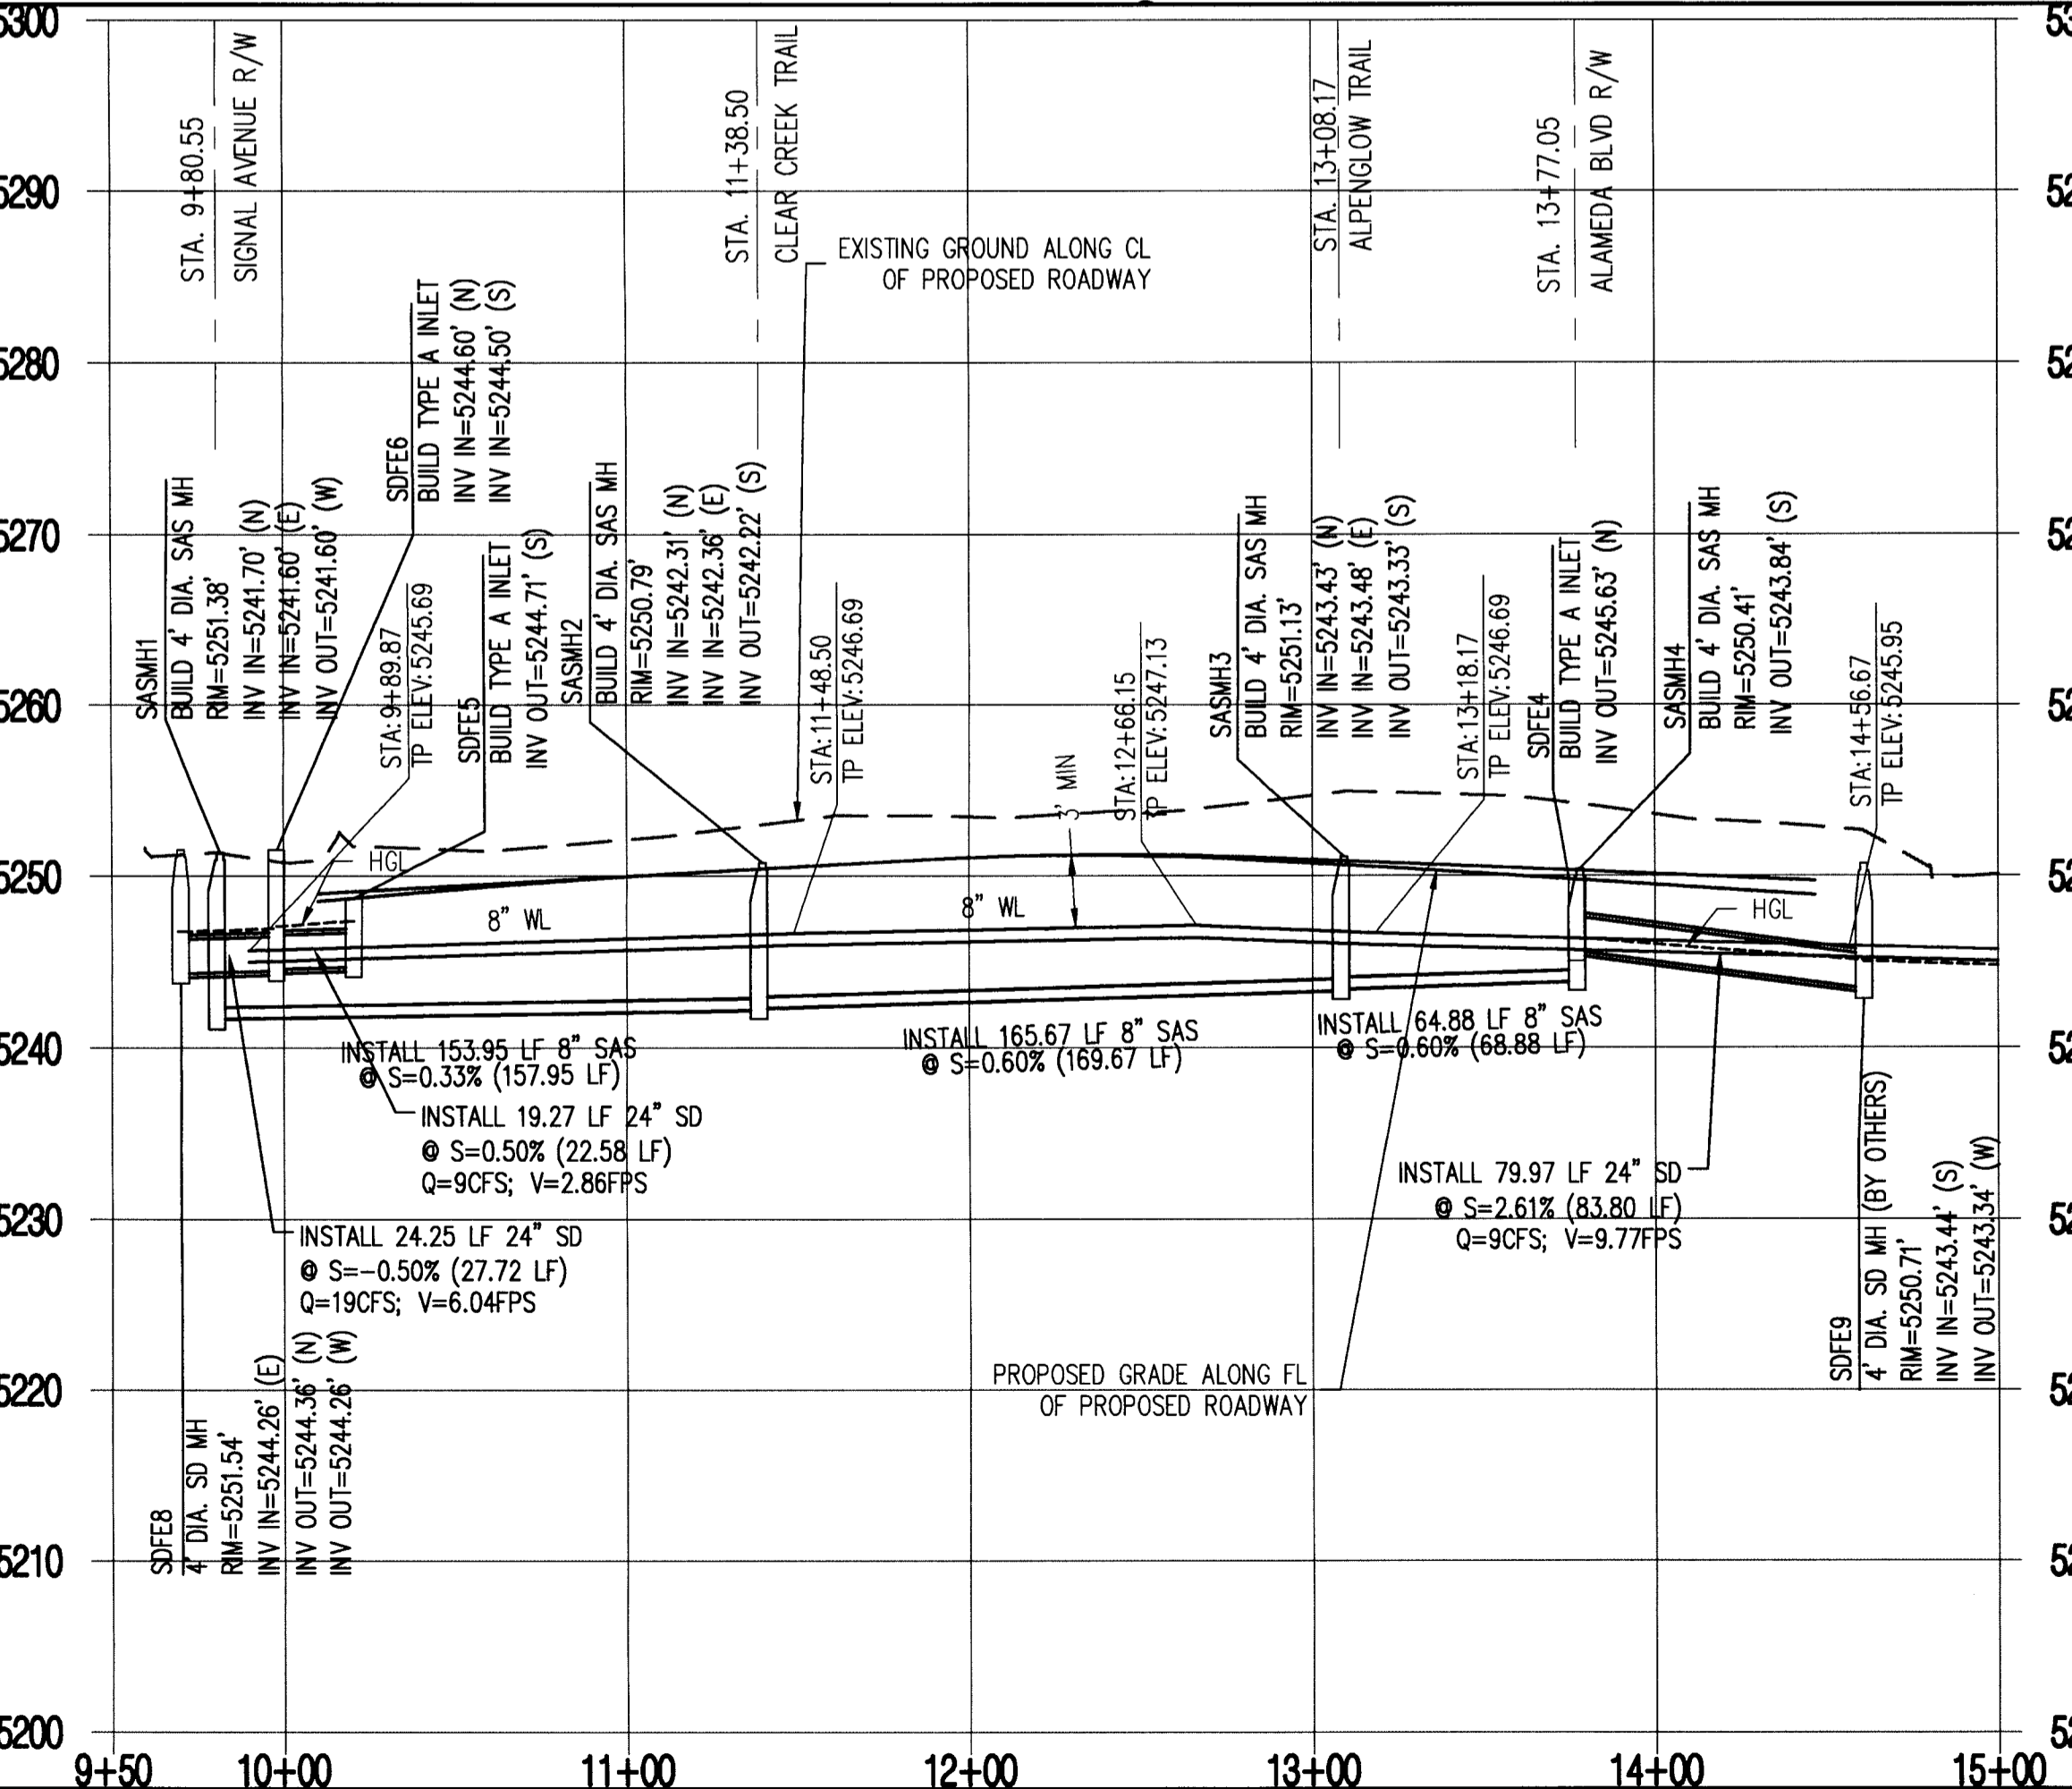 5300
5290
5280
5270
5260
5250
5240
5230
5220
5210
5200
STA. 9+80.55
SIGNAL AVENUE R/W
STA. 11+38.50
CLEAR CREEK TRAIL
STA. 13+08.17
ALPENGLOW TRAIL
STA. 13+77.05
ALAMEDA BLVD R/W
EXISTING GROUND ALONG CL
OF PROPOSED ROADWAY
SASMH1
BUILD 4' DIA. SAS MH
RIM=5251.38'
INV IN=5241.70' (N)
INV IN=5241.60' (E)
INV OUT=5241.60' (W)
SDFE6
BUILD TYPE A INLET
INV IN=5244.60' (N)
INV IN=5244.50' (S)
STA:9+89.87
TP ELEV:5245.69
SDFE5
BUILD TYPE A INLET
INV OUT=5244.71' (S)
SASMH2
BUILD 4' DIA. SAS MH
RIM=5250.79'
INV IN=5242.31' (N)
INV IN=5242.36' (E)
INV OUT=5242.22' (S)
STA:11+48.50
TP ELEV:5246.69
3' MIN
STA:12+66.15
TP ELEV:5247.13
SASMH3
BUILD 4' DIA. SAS MH
RIM=5251.13'
INV IN=5243.43' (N)
INV IN=5243.48' (E)
INV OUT=5243.33' (S)
STA:13+18.17
TP ELEV:5246.69
SDFE4
BUILD TYPE A INLET
INV OUT=5245.63' (N)
SASMH4
BUILD 4' DIA. SAS MH
RIM=5250.41'
INV OUT=5243.84' (S)
STA:14+56.67
TP ELEV:5245.95
HGL
8" WL
8" WL
HGL
INSTALL 153.95 LF 8" SAS
@ S=0.33% (157.95 LF)
INSTALL 165.67 LF 8" SAS
@ S=0.60% (169.67 LF)
INSTALL 64.88 LF 8" SAS
@ S=0.60% (68.88 LF)
INSTALL 19.27 LF 24" SD
@ S=0.50% (22.58 LF)
Q=9CFS; V=2.86FPS
INSTALL 24.25 LF 24" SD
@ S=-0.50% (27.72 LF)
Q=19CFS; V=6.04FPS
INSTALL 79.97 LF 24" SD
@ S=2.61% (83.80 LF)
Q=9CFS; V=9.77FPS
PROPOSED GRADE ALONG FL
OF PROPOSED ROADWAY
SDFE8
4' DIA. SD MH
RIM=5251.54'
INV IN=5244.26' (E)
INV OUT=5244.36' (N)
INV OUT=5244.26' (W)
SDFE9
4' DIA. SD MH (BY OTHERS)
RIM=5250.71'
INV IN=5243.44' (S)
INV OUT=5243.34' (W)
9+50 10+00 11+00 12+00 13+00 14+00 15+00